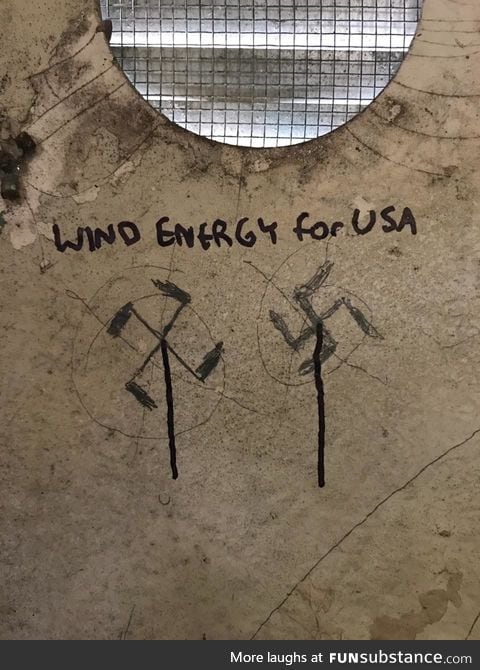 WIND ENERGY for USA
More laughs at FUNsubstance.com